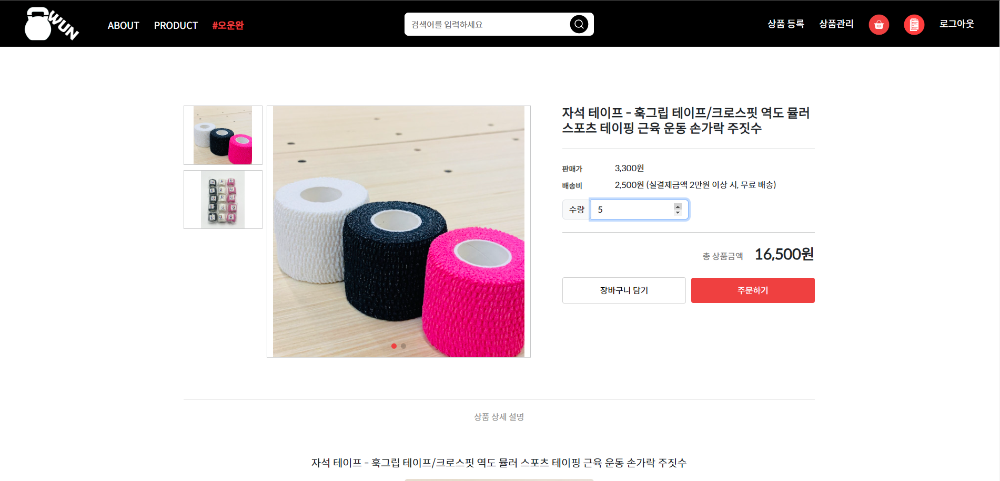 WUN
ABOUT
PRODUCT
#오운완
검색어를 입력하세요
상품 등록
상품관리
로그아웃
자석 테이프 - 훅그립 테이프/크로스핏 역도 뮬러
스포츠 테이핑 근육 운동 손가락 주짓수
판매가 3,300원
배송비 2,500원 (실결제금액 2만원 이상 시, 무료 배송)
수량 5
총 상품금액 16,500원
장바구니 담기
주문하기
상품 상세 설명
자석 테이프 - 훅그립 테이프/크로스핏 역도 뮬러 스포츠 테이핑 근육 운동 손가락 주짓수